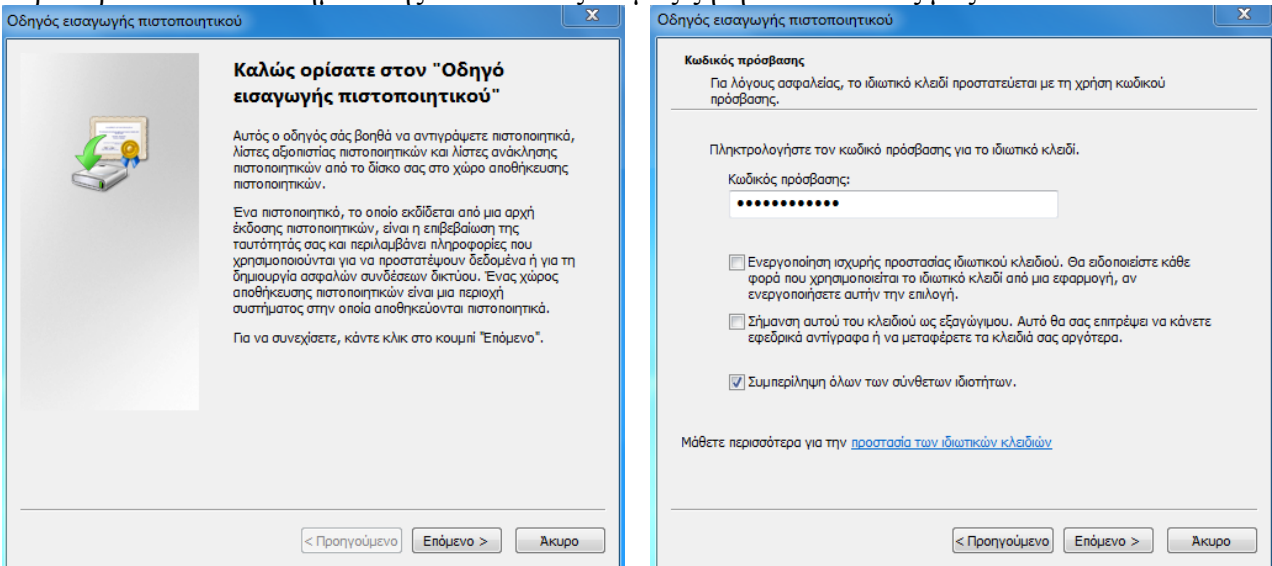 Οδηγός εισαγωγής πιστοποιητικού
Καλώς ορίσατε στον "Οδηγό
εισαγωγής πιστοποιητικού"
Αυτός ο οδηγός σάς βοηθά να αντιγράψετε πιστοποιητικά,
λίστες αξιοπιστίας πιστοποιητικών και λίστες ανάκλησης
πιστοποιητικών από το δίσκο σας στο χώρο αποθήκευσης
πιστοποιητικών.
Ένα πιστοποιητικό, το οποίο εκδίδεται από μια αρχή
έκδοσης πιστοποιητικών, είναι η επιβεβαίωση της
ταυτότητάς σας και περιλαμβάνει πληροφορίες που
χρησιμοποιούνται για να προστατέψουν δεδομένα ή για τη
δημιουργία ασφαλών συνδέσεων δικτύου. Ένας χώρος
αποθήκευσης πιστοποιητικών είναι μια περιοχή
συστήματος στην οποία αποθηκεύονται πιστοποιητικά.
Για να συνεχίσετε, κάντε κλικ στο κουμπί "Επόμενο".
< Προηγούμενο Επόμενο > Άκυρο
Οδηγός εισαγωγής πιστοποιητικού
Κωδικός πρόσβασης
Για λόγους ασφαλείας, το ιδιωτικό κλειδί προστατεύεται με τη χρήση κωδικού
πρόσβασης.
Πληκτρολογήστε τον κωδικό πρόσβασης για το ιδιωτικό κλειδί.
Κωδικός πρόσβασης:
••••••••••••
Ενεργοποίηση ισχυρής προστασίας ιδιωτικού κλειδιού. Θα ειδοποιείστε κάθε
φορά που χρησιμοποιείται το ιδιωτικό κλειδί από μια εφαρμογή, αν
ενεργοποιήσετε αυτήν την επιλογή.
Σήμανση αυτού του κλειδιού ως εξαγώγιμου. Αυτό θα σας επιτρέψει να κάνετε
εφεδρικά αντίγραφα ή να μεταφέρετε τα κλειδιά σας αργότερα.
Συμπερίληψη όλων των σύνθετων ιδιοτήτων.
Μάθετε περισσότερα για την προστασία των ιδιωτικών κλειδιών
< Προηγούμενο Επόμενο > Άκυρο